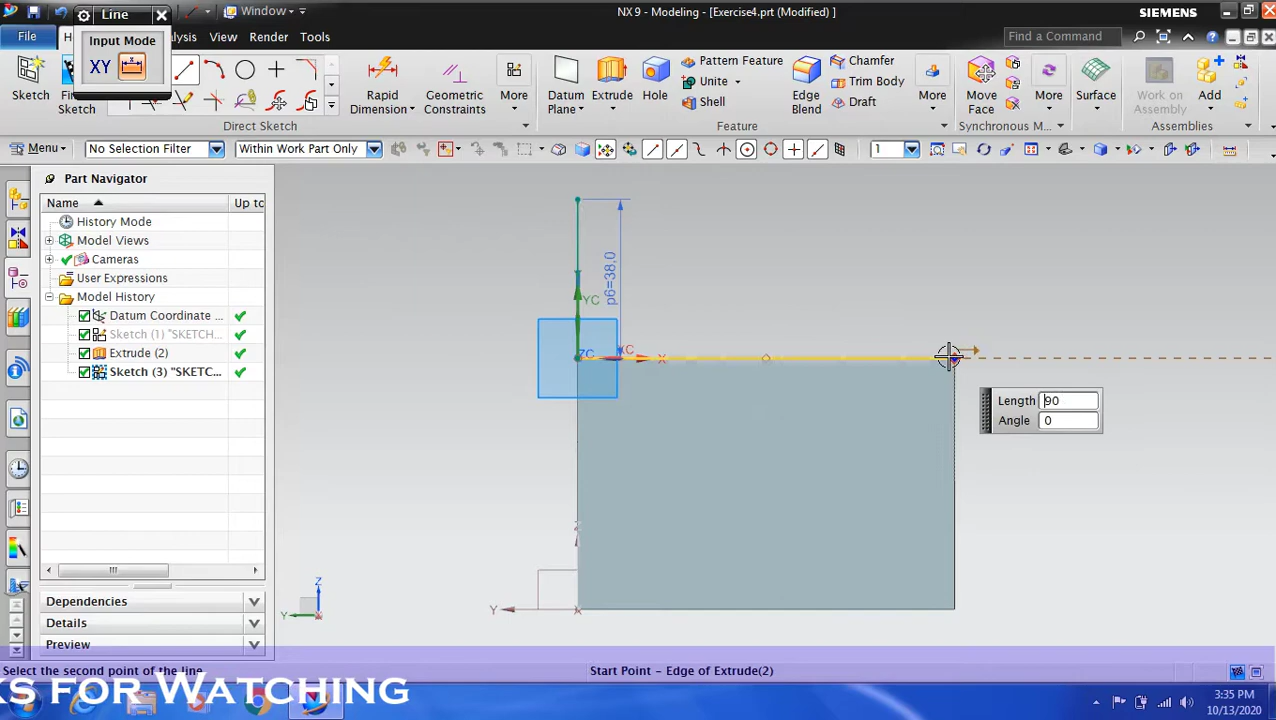 NX 9 - Modeling - [Exercise4.prt (Modified) ]
SIEMENS
Window
Line
File
View
Render
Tools
Find a Command
Input Mode
XY
Sketch
Sketch
Direct Sketch
Rapid
Dimension
Geometric
Constraints
More
Datum
Plane
Extrude
Hole
Pattern Feature
Unite
Shell
Edge
Blend
Chamfer
Trim Body
Draft
More
Feature
Move
Face
More
Synchronous M...
Surface
Work on
Assembly
Add
Assemblies
Menu
No Selection Filter
Within Work Part Only
1
Part Navigator
Name
Up to
History Mode
Model Views
Cameras
User Expressions
Model History
Datum Coordinate ...
Sketch (1) "SKETCH...
Extrude (2)
Sketch (3) "SKETC...
Dependencies
Details
Preview
p6=38,0
YC
ZC
XC
X
Z
Y
Z
Y
X
Length 90
Angle 0
Select the second point of the line
Start Point - Edge of Extrude(2)
ks for Watching
3:35 PM
10/13/2020